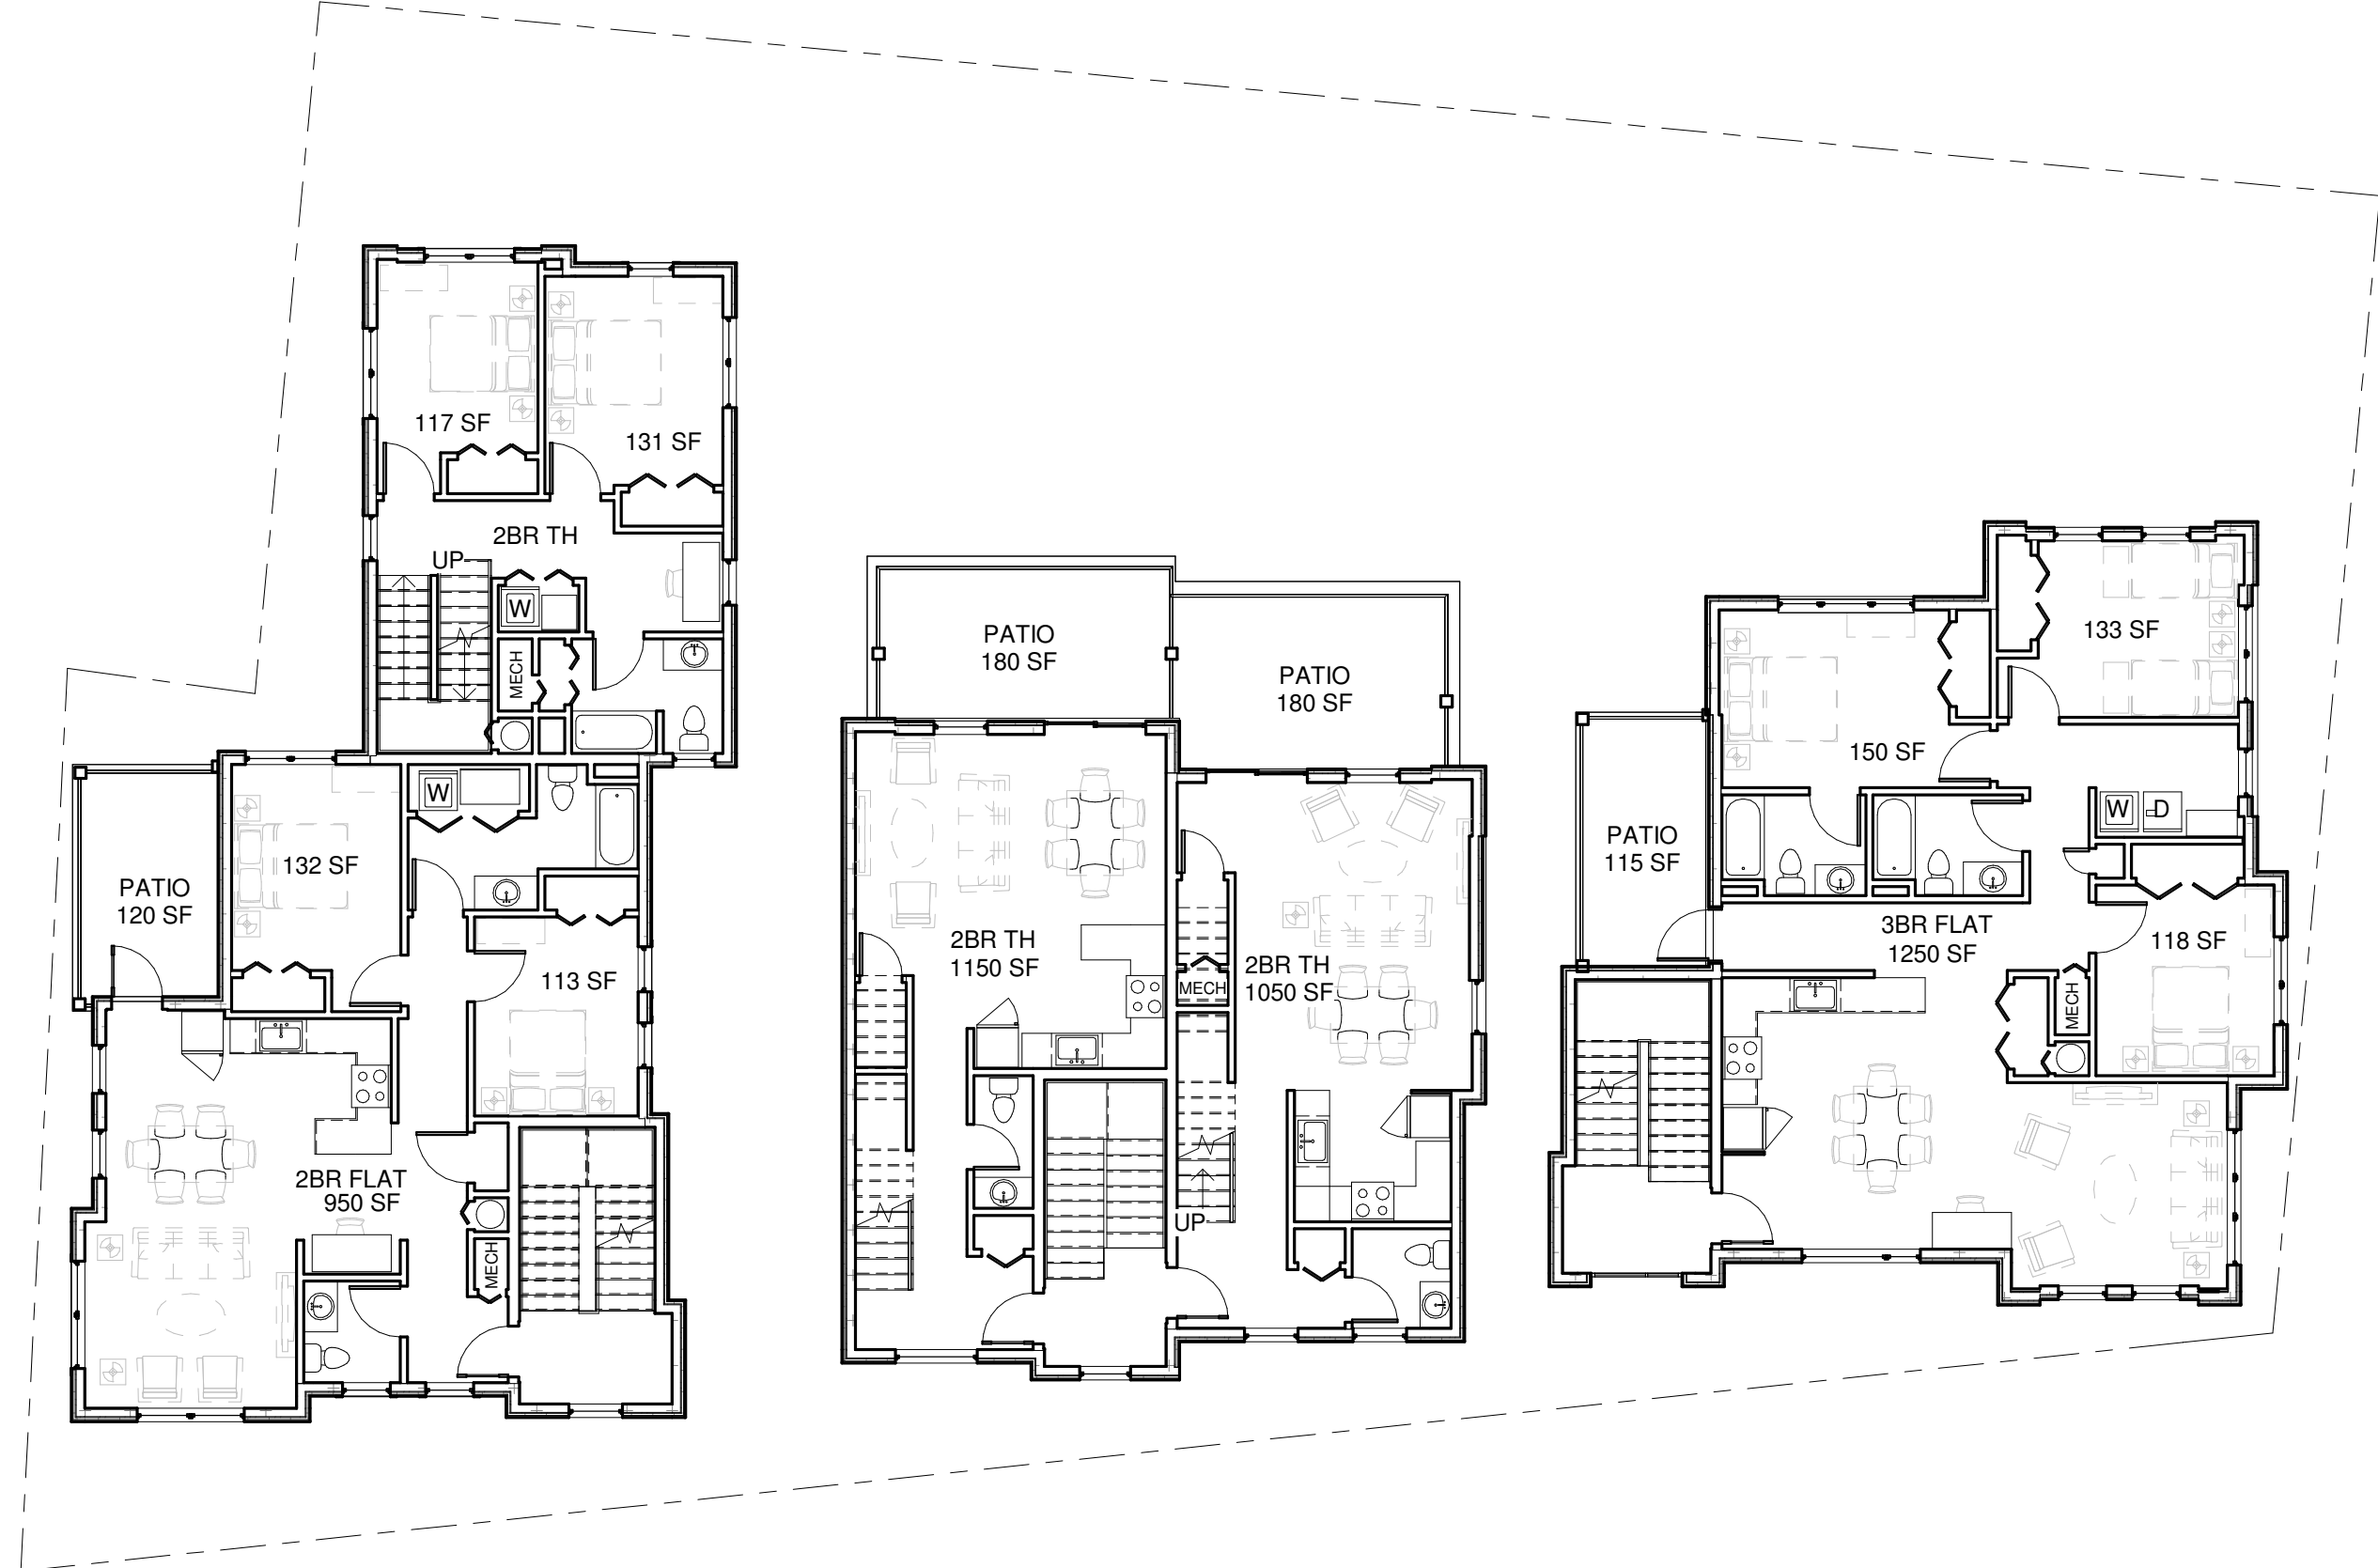 117 SF
131 SF
2BR TH
UP
W
MECH
W
132 SF
PATIO
120 SF
113 SF
2BR FLAT
950 SF
MECH
PATIO
180 SF
PATIO
180 SF
2BR TH
1150 SF
2BR TH
1050 SF
MECH
UP
133 SF
150 SF
W
D
PATIO
115 SF
3BR FLAT
1250 SF
118 SF
MECH